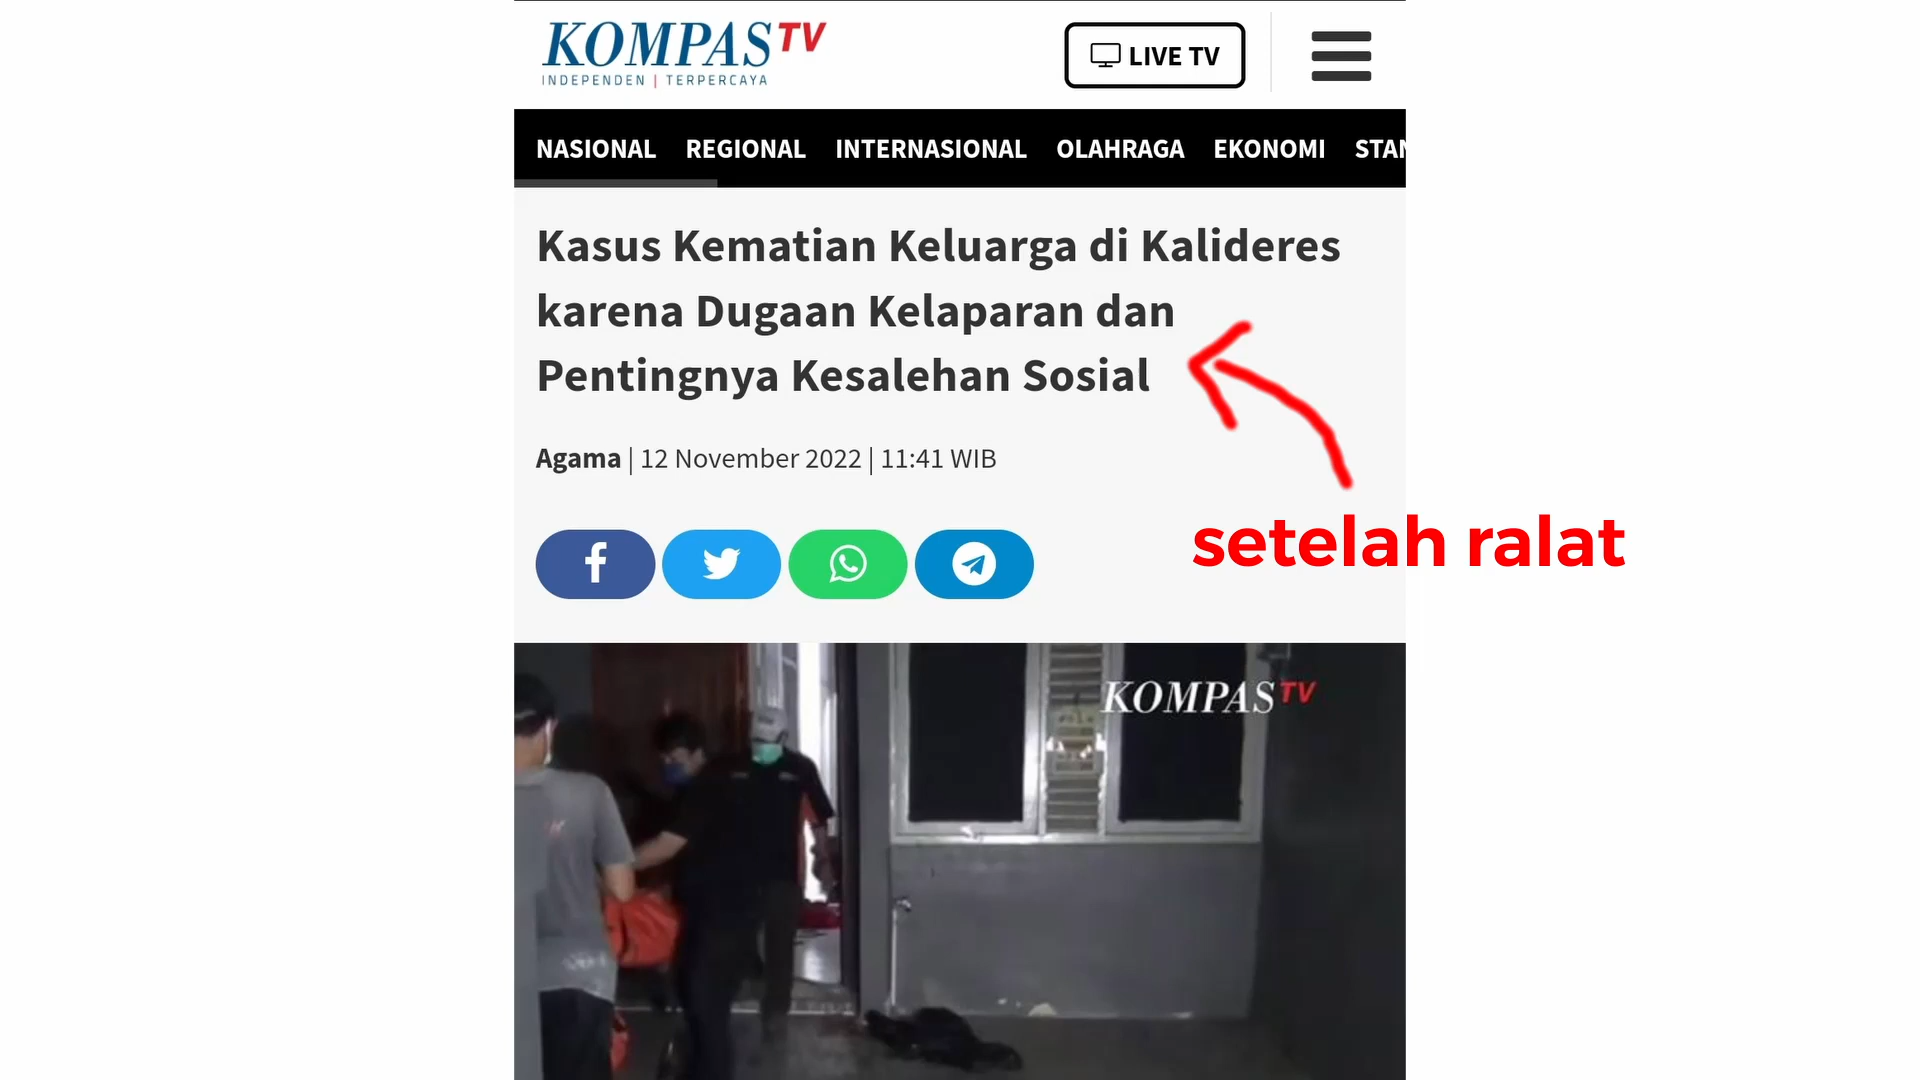 KOMPAS TV
INDEPENDEN | TERPERCAYA
LIVE TV
NASIONAL REGIONAL INTERNASIONAL OLAHRAGA EKONOMI STAN
Kasus Kematian Keluarga di Kalideres
karena Dugaan Kelaparan dan
Pentingnya Kesalehan Sosial
Agama | 12 November 2022 | 11:41 WIB
setelah ralat
KOMPAS TV